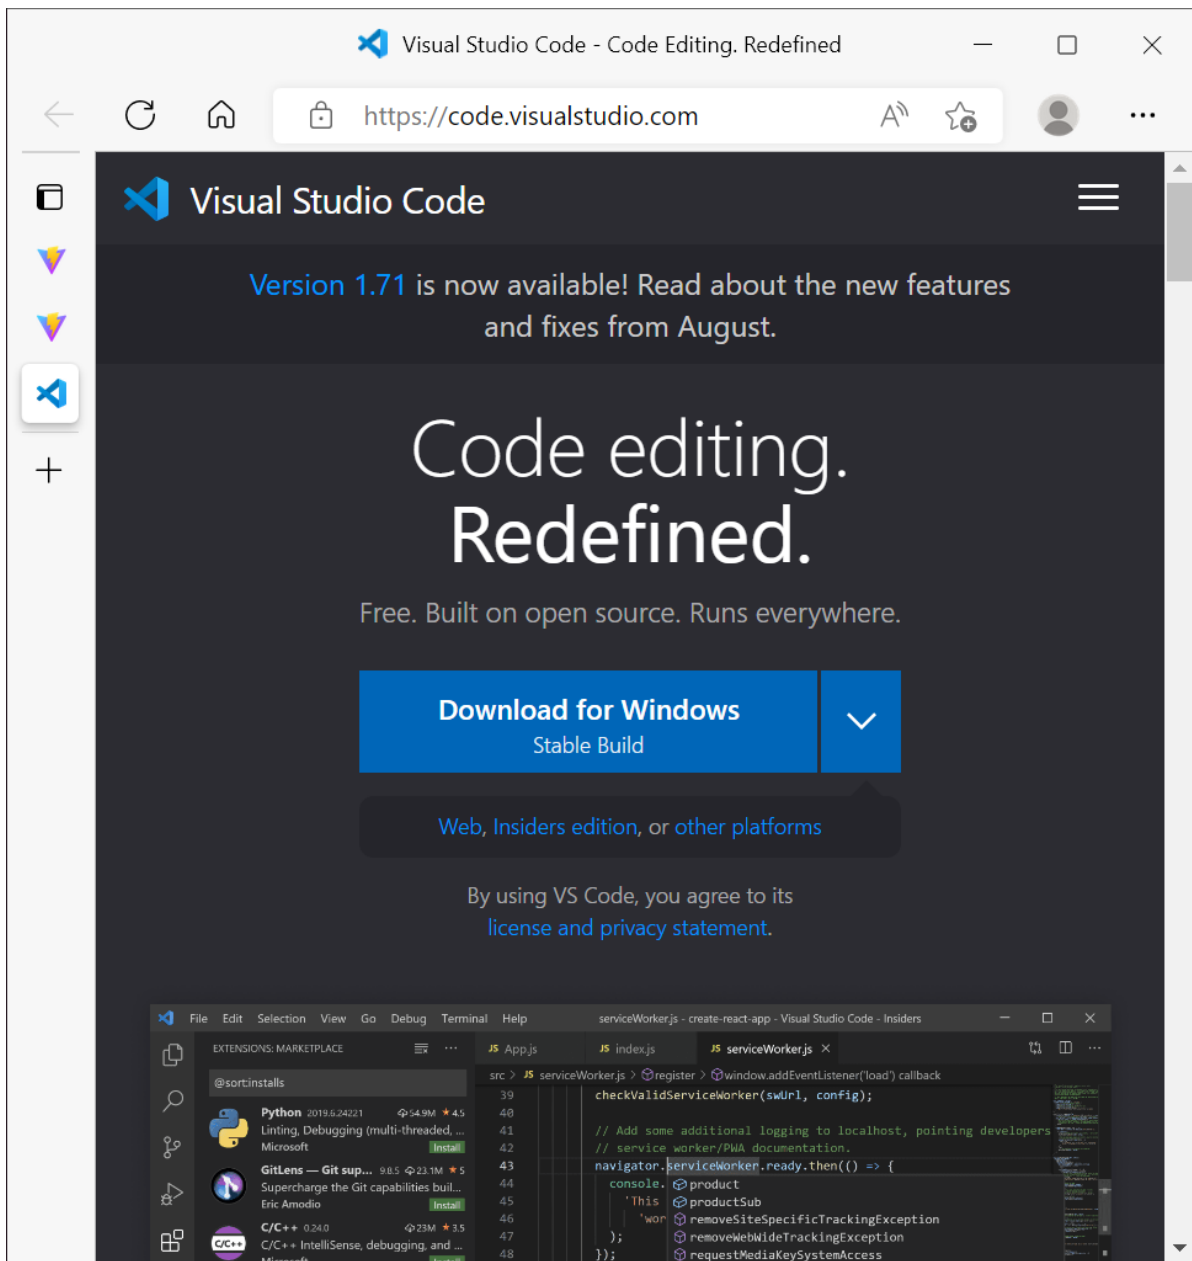 Visual Studio Code - Code Editing. Redefined
https://code.visualstudio.com
Visual Studio Code
Version 1.71 is now available! Read about the new features
and fixes from August.
Code editing.
Redefined.
Free. Built on open source. Runs everywhere.
Download for Windows
Stable Build
Web, Insiders edition, or other platforms
By using VS Code, you agree to its
license and privacy statement.
File Edit Selection View Go Debug Terminal Help serviceWorker.js - create-react-app - Visual Studio Code - Insiders
EXTENSIONS: MARKETPLACE
@sort:installs
Python 2019.6.24221 54.9M 4.5
Linting, Debugging (multi-threaded, ...
Microsoft Install
GitLens — Git sup... 9.8.5 23.1M 5
Supercharge the Git capabilities buil...
Eric Amodio Install
C/C++ 0.24.0 23M 3.5
C/C++ C/C++ IntelliSense, debugging, and ...
Microsoft Install
JS App.js JS index.js JS serviceWorker.js
src > JS serviceWorker.js > register > window.addEventListener('load') callback
39 checkValidServiceWorker(swUrl, config);
40
41 // Add some additional logging to localhost, pointing developers
42 // service worker/PWA documentation.
43 navigator.serviceWorker.ready.then(() => {
44 console. product
45 'This productSub
46 'wor removeSiteSpecificTrackingException
47 ); removeWebWideTrackingException
48 }); requestMediaKeySystemAccess